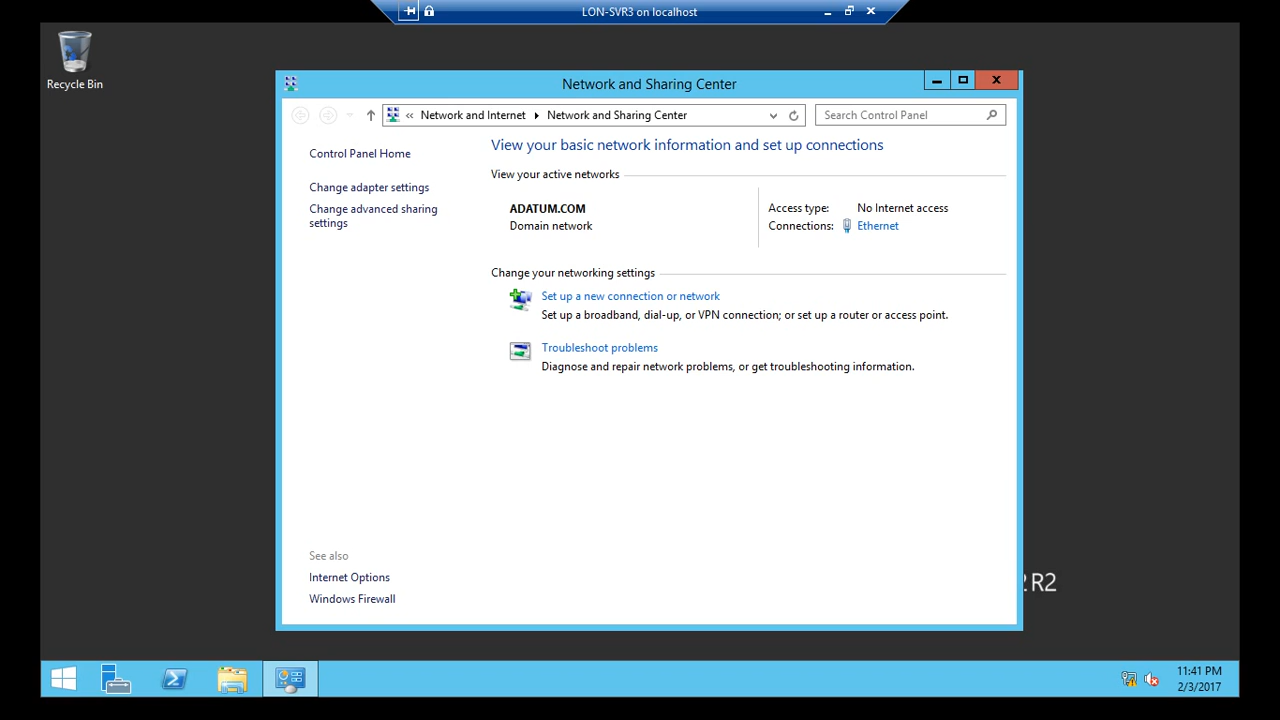 LON-SVR3 on localhost
Recycle Bin
Network and Sharing Center
« Network and Internet Network and Sharing Center
Search Control Panel
Control Panel Home
Change adapter settings
Change advanced sharing
settings
See also
Internet Options
Windows Firewall
View your basic network information and set up connections
View your active networks
ADATUM.COM
Domain network
Access type: No Internet access
Connections: Ethernet
Change your networking settings
Set up a new connection or network
Set up a broadband, dial-up, or VPN connection; or set up a router or access point.
Troubleshoot problems
Diagnose and repair network problems, or get troubleshooting information.
R2
11:41 PM
2/3/2017